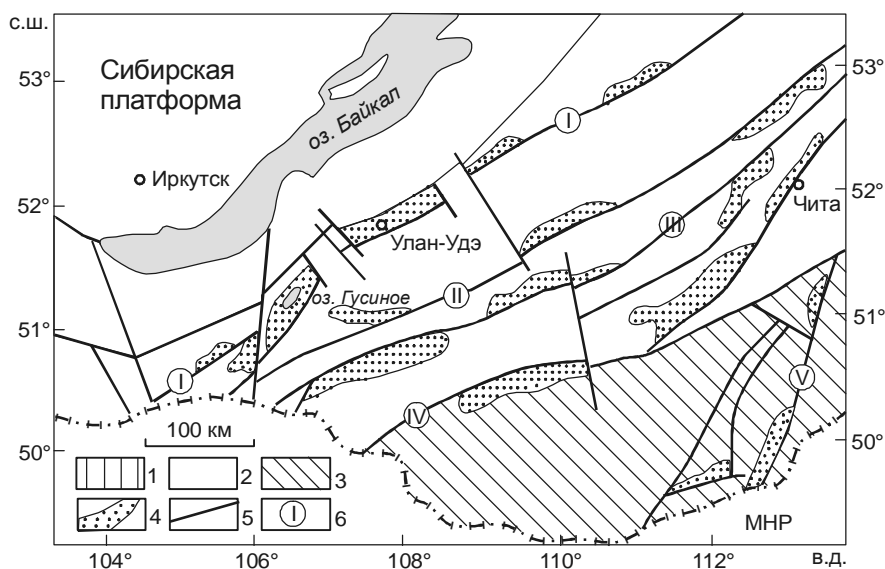 с.ш.
53°
53°
Сибирская
платформа
оз. Байкал
I
Иркутск
52°
52°
Чита
Улан-Удэ
III
оз. Гусиное
II
51°
51°
I
V
IV
100 км
50°
50°
1
2
3
4
5
I
6
МНР
104°
106°
108°
110°
112°
в.д.